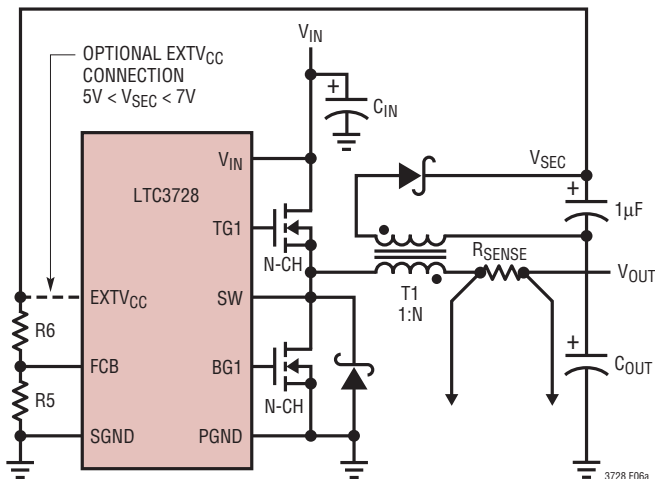 OPTIONAL EXTVCC
CONNECTION
5V < VSEC < 7V
VIN
+
CIN
VIN
LTC3728
TG1
N-CH
EXTVCC
SW
R6
FCB
BG1
N-CH
R5
SGND
PGND
VSEC
+
1µF
RSENSE
VOUT
T1
1:N
+
COUT
3728 F06a